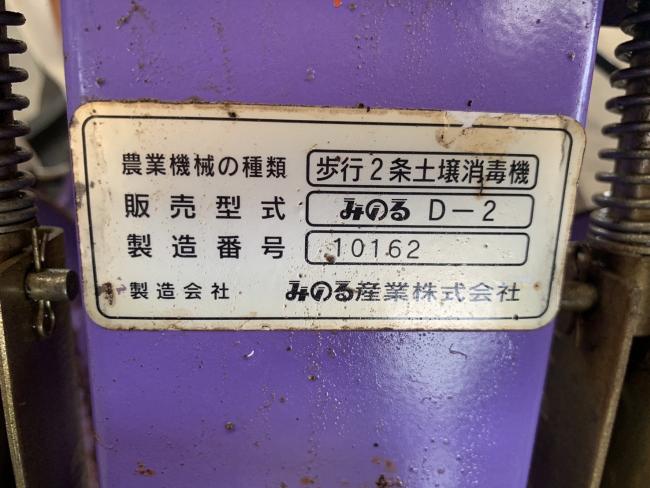 農業機械の種類 歩行2条土壌消毒機
販売型式 みのる D-2
製造番号 10162
製造会社 みのる産業株式会社